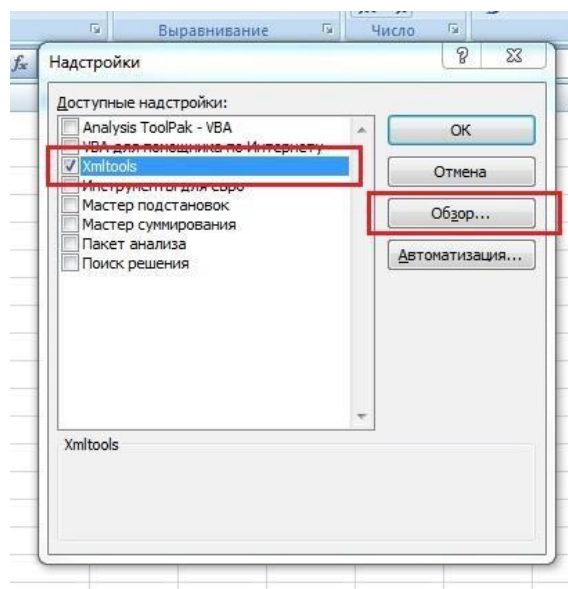 Выравнивание
Число
fx
Надстройки
Доступные надстройки:
Analysis ToolPak - VBA
VBA для помощника по Интернету
Xmltools
Инструменты для евро
Мастер подстановок
Мастер суммирования
Пакет анализа
Поиск решения
ОК
Отмена
Обзор...
Автоматизация...
Xmltools